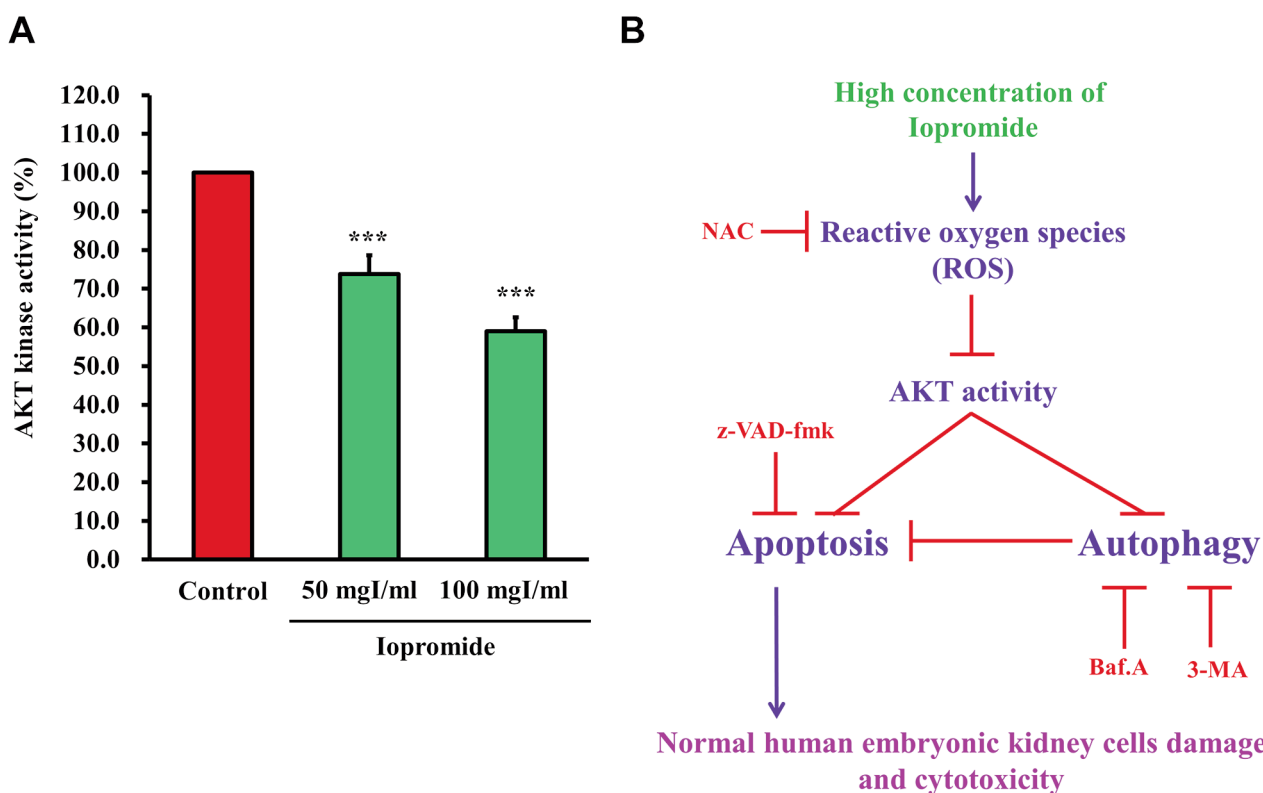 A
AKT kinase activity (%)
120.0
110.0
100.0
90.0
80.0
70.0
60.0
50.0
40.0
30.0
20.0
10.0
0.0
***
***
Control
50 mgI/ml
100 mgI/ml
Iopromide
B
High concentration of
Iopromide
NAC
Reactive oxygen species
(ROS)
AKT activity
z-VAD-fmk
Apoptosis
Autophagy
Baf.A
3-MA
Normal human embryonic kidney cells damage
and cytotoxicity